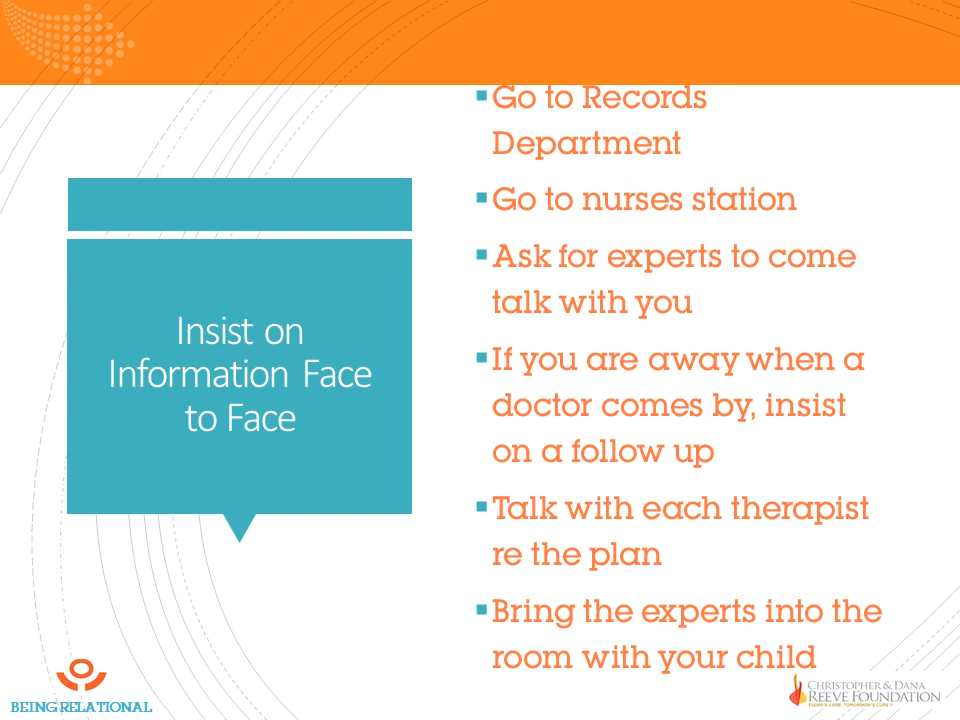 Insist on
Information Face
to Face
Go to Records
Department
Go to nurses station
Ask for experts to come
talk with you
If you are away when a
doctor comes by, insist
on a follow up
Talk with each therapist
re the plan
Bring the experts into the
room with your child
BEING RELATIONAL
CHRISTOPHER & DANA
REEVE FOUNDATION
TODAY'S CARE. TOMORROW'S CURE.®